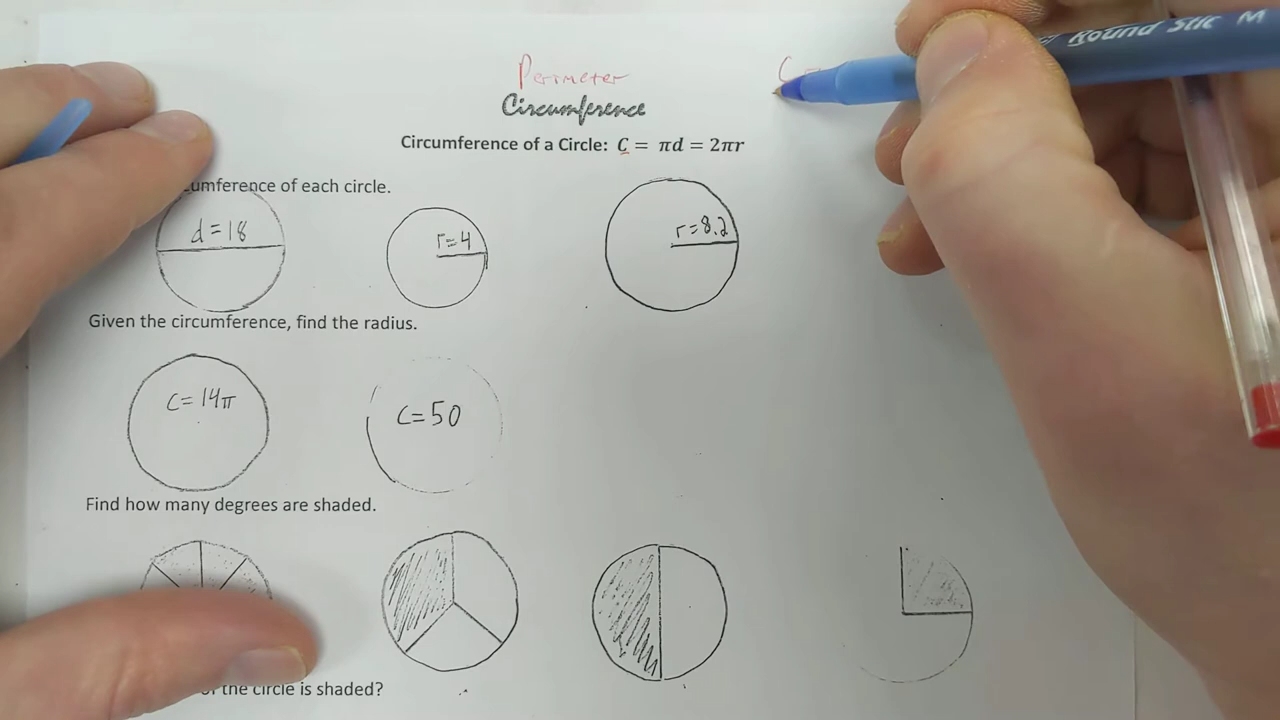 Perimeter
C =
Round Stic M
Circumference
Circumference of a Circle: C = πd = 2πr
circumference of each circle.
d = 18
r=4
r=8.2
Given the circumference, find the radius.
C= 14π
C=50
Find how many degrees are shaded.
the circle is shaded?